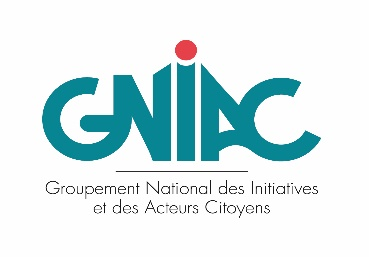 GNIAC
Groupement National des Initiatives
et des Acteurs Citoyens